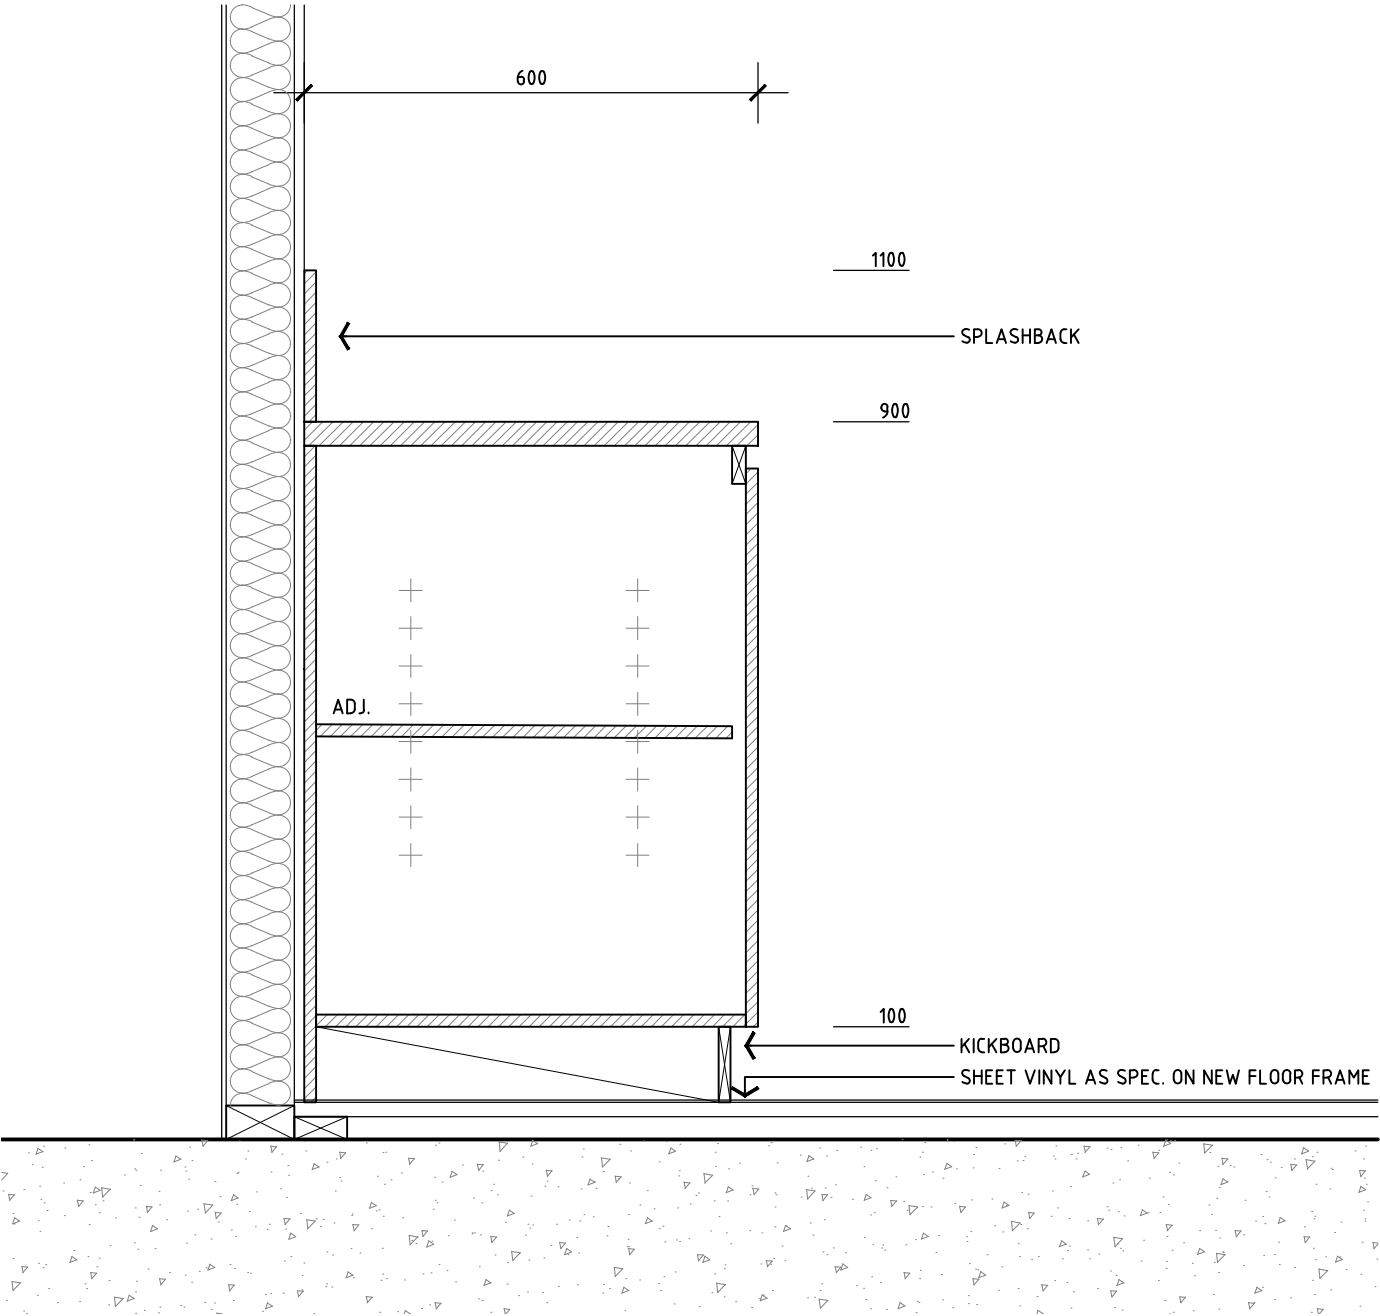 600
1100
SPLASHBACK
900
ADJ.
100
KICKBOARD
SHEET VINYL AS SPEC. ON NEW FLOOR FRAME